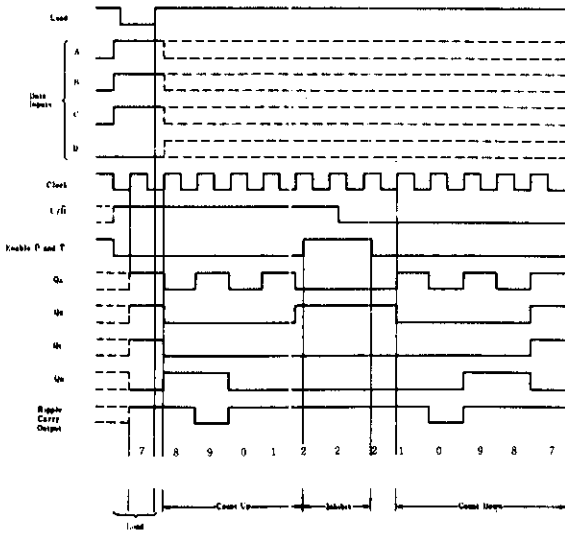 Load
A
Data
Inputs
B
C
D
Clock
U/D̄
Enable P and T
QA
QB
QC
QD
Ripple
Carry
Output
7 8 9 0 1 2 2 2 1 0 9 8 7
Count Up
Inhibit
Count Down
Load